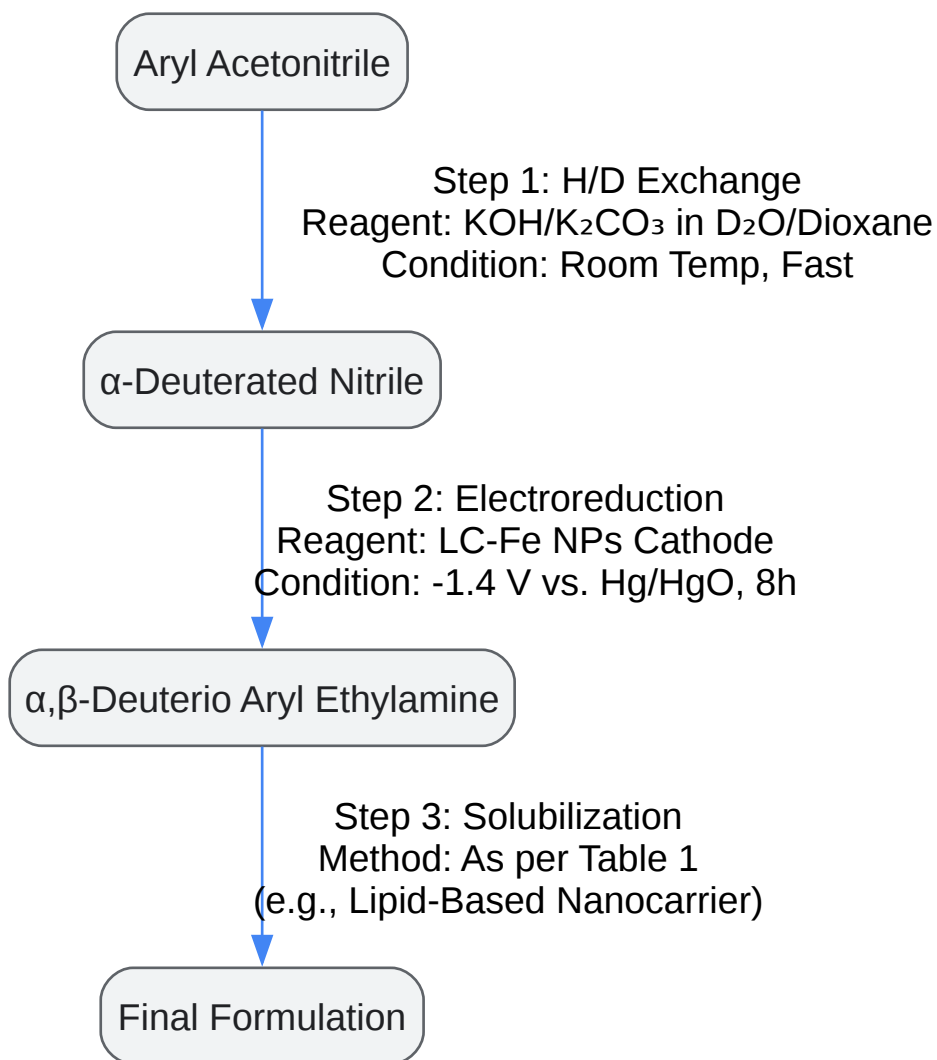 Aryl Acetonitrile
Step 1: H/D Exchange
Reagent: KOH/K₂CO₃ in D₂O/Dioxane
Condition: Room Temp, Fast
α-Deuterated Nitrile
Step 2: Electroreduction
Reagent: LC-Fe NPs Cathode
Condition: -1.4 V vs. Hg/HgO, 8h
α,β-Deuterio Aryl Ethylamine
Step 3: Solubilization
Method: As per Table 1
(e.g., Lipid-Based Nanocarrier)
Final Formulation